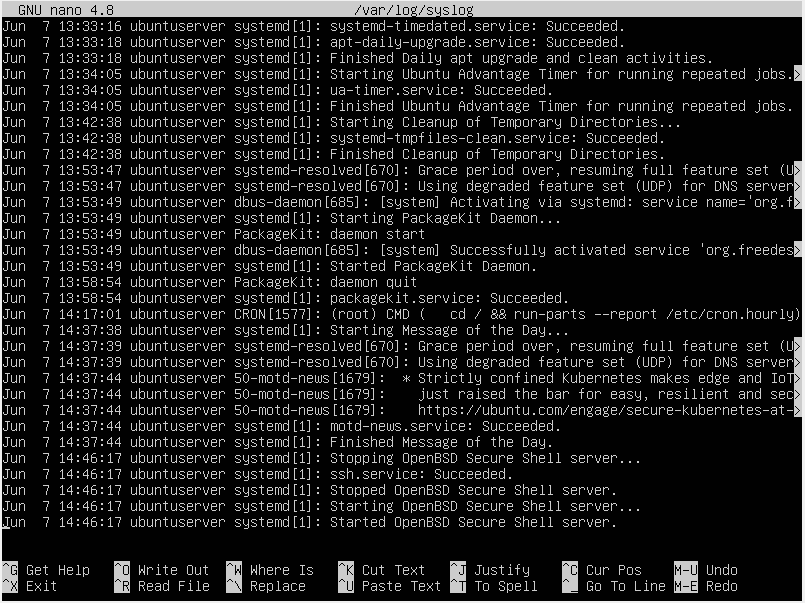 GNU nano 4.8 /var/log/syslog
Jun  7 13:33:16 ubuntuserver systemd[1]: systemd-timedated.service: Succeeded.
Jun  7 13:33:18 ubuntuserver systemd[1]: apt-daily-upgrade.service: Succeeded.
Jun  7 13:33:18 ubuntuserver systemd[1]: Finished Daily apt upgrade and clean activities.
Jun  7 13:34:05 ubuntuserver systemd[1]: Starting Ubuntu Advantage Timer for running repeated jobs.>
Jun  7 13:34:05 ubuntuserver systemd[1]: ua-timer.service: Succeeded.
Jun  7 13:34:05 ubuntuserver systemd[1]: Finished Ubuntu Advantage Timer for running repeated jobs.
Jun  7 13:42:38 ubuntuserver systemd[1]: Starting Cleanup of Temporary Directories...
Jun  7 13:42:38 ubuntuserver systemd[1]: systemd-tmpfiles-clean.service: Succeeded.
Jun  7 13:42:38 ubuntuserver systemd[1]: Finished Cleanup of Temporary Directories.
Jun  7 13:53:47 ubuntuserver systemd-resolved[670]: Grace period over, resuming full feature set (U>
Jun  7 13:53:47 ubuntuserver systemd-resolved[670]: Using degraded feature set (UDP) for DNS server>
Jun  7 13:53:49 ubuntuserver dbus-daemon[685]: [system] Activating via systemd: service name='org.f>
Jun  7 13:53:49 ubuntuserver systemd[1]: Starting PackageKit Daemon...
Jun  7 13:53:49 ubuntuserver PackageKit: daemon start
Jun  7 13:53:49 ubuntuserver dbus-daemon[685]: [system] Successfully activated service 'org.freedes>
Jun  7 13:53:49 ubuntuserver systemd[1]: Started PackageKit Daemon.
Jun  7 13:58:54 ubuntuserver PackageKit: daemon quit
Jun  7 13:58:54 ubuntuserver systemd[1]: packagekit.service: Succeeded.
Jun  7 14:17:01 ubuntuserver CRON[1577]: (root) CMD (   cd / && run-parts --report /etc/cron.hourly)
Jun  7 14:37:38 ubuntuserver systemd[1]: Starting Message of the Day...
Jun  7 14:37:39 ubuntuserver systemd-resolved[670]: Grace period over, resuming full feature set (U>
Jun  7 14:37:39 ubuntuserver systemd-resolved[670]: Using degraded feature set (UDP) for DNS server>
Jun  7 14:37:44 ubuntuserver 50-motd-news[1679]:  * Strictly confined Kubernetes makes edge and IoT>
Jun  7 14:37:44 ubuntuserver 50-motd-news[1679]:    just raised the bar for easy, resilient and sec>
Jun  7 14:37:44 ubuntuserver 50-motd-news[1679]:    https://ubuntu.com/engage/secure-kubernetes-at->
Jun  7 14:37:44 ubuntuserver systemd[1]: motd-news.service: Succeeded.
Jun  7 14:37:44 ubuntuserver systemd[1]: Finished Message of the Day.
Jun  7 14:46:17 ubuntuserver systemd[1]: Stopping OpenBSD Secure Shell server...
Jun  7 14:46:17 ubuntuserver systemd[1]: ssh.service: Succeeded.
Jun  7 14:46:17 ubuntuserver systemd[1]: Stopped OpenBSD Secure Shell server.
Jun  7 14:46:17 ubuntuserver systemd[1]: Starting OpenBSD Secure Shell server...
Jun  7 14:46:17 ubuntuserver systemd[1]: Started OpenBSD Secure Shell server.
^G Get Help ^O Write Out ^W Where Is ^K Cut Text ^J Justify ^C Cur Pos M-U Undo
^X Exit ^R Read File ^\ Replace ^U Paste Text ^T To Spell ^_ Go To Line M-E Redo